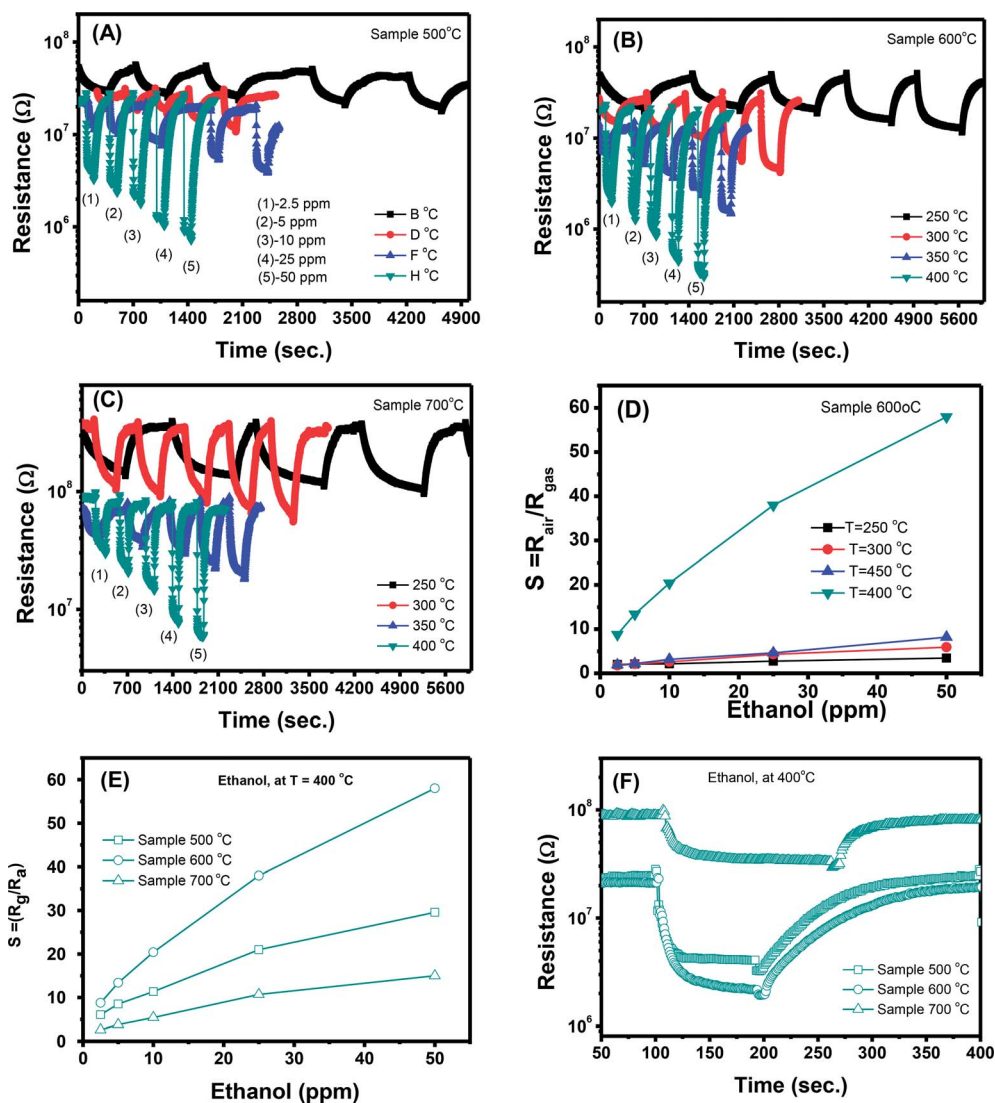 (A)
Sample 500°C
Resistance (Ω)
10⁸
10⁷
10⁶
(1)
(2)
(3)
(4)
(5)
(1)-2.5 ppm
(2)-5 ppm
(3)-10 ppm
(4)-25 ppm
(5)-50 ppm
B °C
D °C
F °C
H °C
0 700 1400 2100 2800 3500 4200 4900
Time (sec.)
(B)
Sample 600°C
Resistance (Ω)
10⁸
10⁷
10⁶
(1)
(2)
(3)
(4)
(5)
250 °C
300 °C
350 °C
400 °C
0 700 1400 2100 2800 3500 4200 4900 5600
Time (sec.)
(C)
Sample 700°C
Resistance (Ω)
10⁸
10⁷
(1)
(2)
(3)
(4)
(5)
250 °C
300 °C
350 °C
400 °C
0 700 1400 2100 2800 3500 4200 4900 5600
Time (sec.)
(D)
Sample 600oC
S =R_air/R_gas
60
50
40
30
20
10
0
T=250 °C
T=300 °C
T=450 °C
T=400 °C
0 10 20 30 40 50
Ethanol (ppm)
(E)
Ethanol, at T = 400 °C
S =(R_g/R_a)
60
50
40
30
20
10
0
Sample 500 °C
Sample 600 °C
Sample 700 °C
0 10 20 30 40 50
Ethanol (ppm)
(F)
Ethanol, at 400°C
Resistance (Ω)
10⁸
10⁷
10⁶
Sample 500 °C
Sample 600 °C
Sample 700 °C
50 100 150 200 250 300 350 400
Time (sec.)